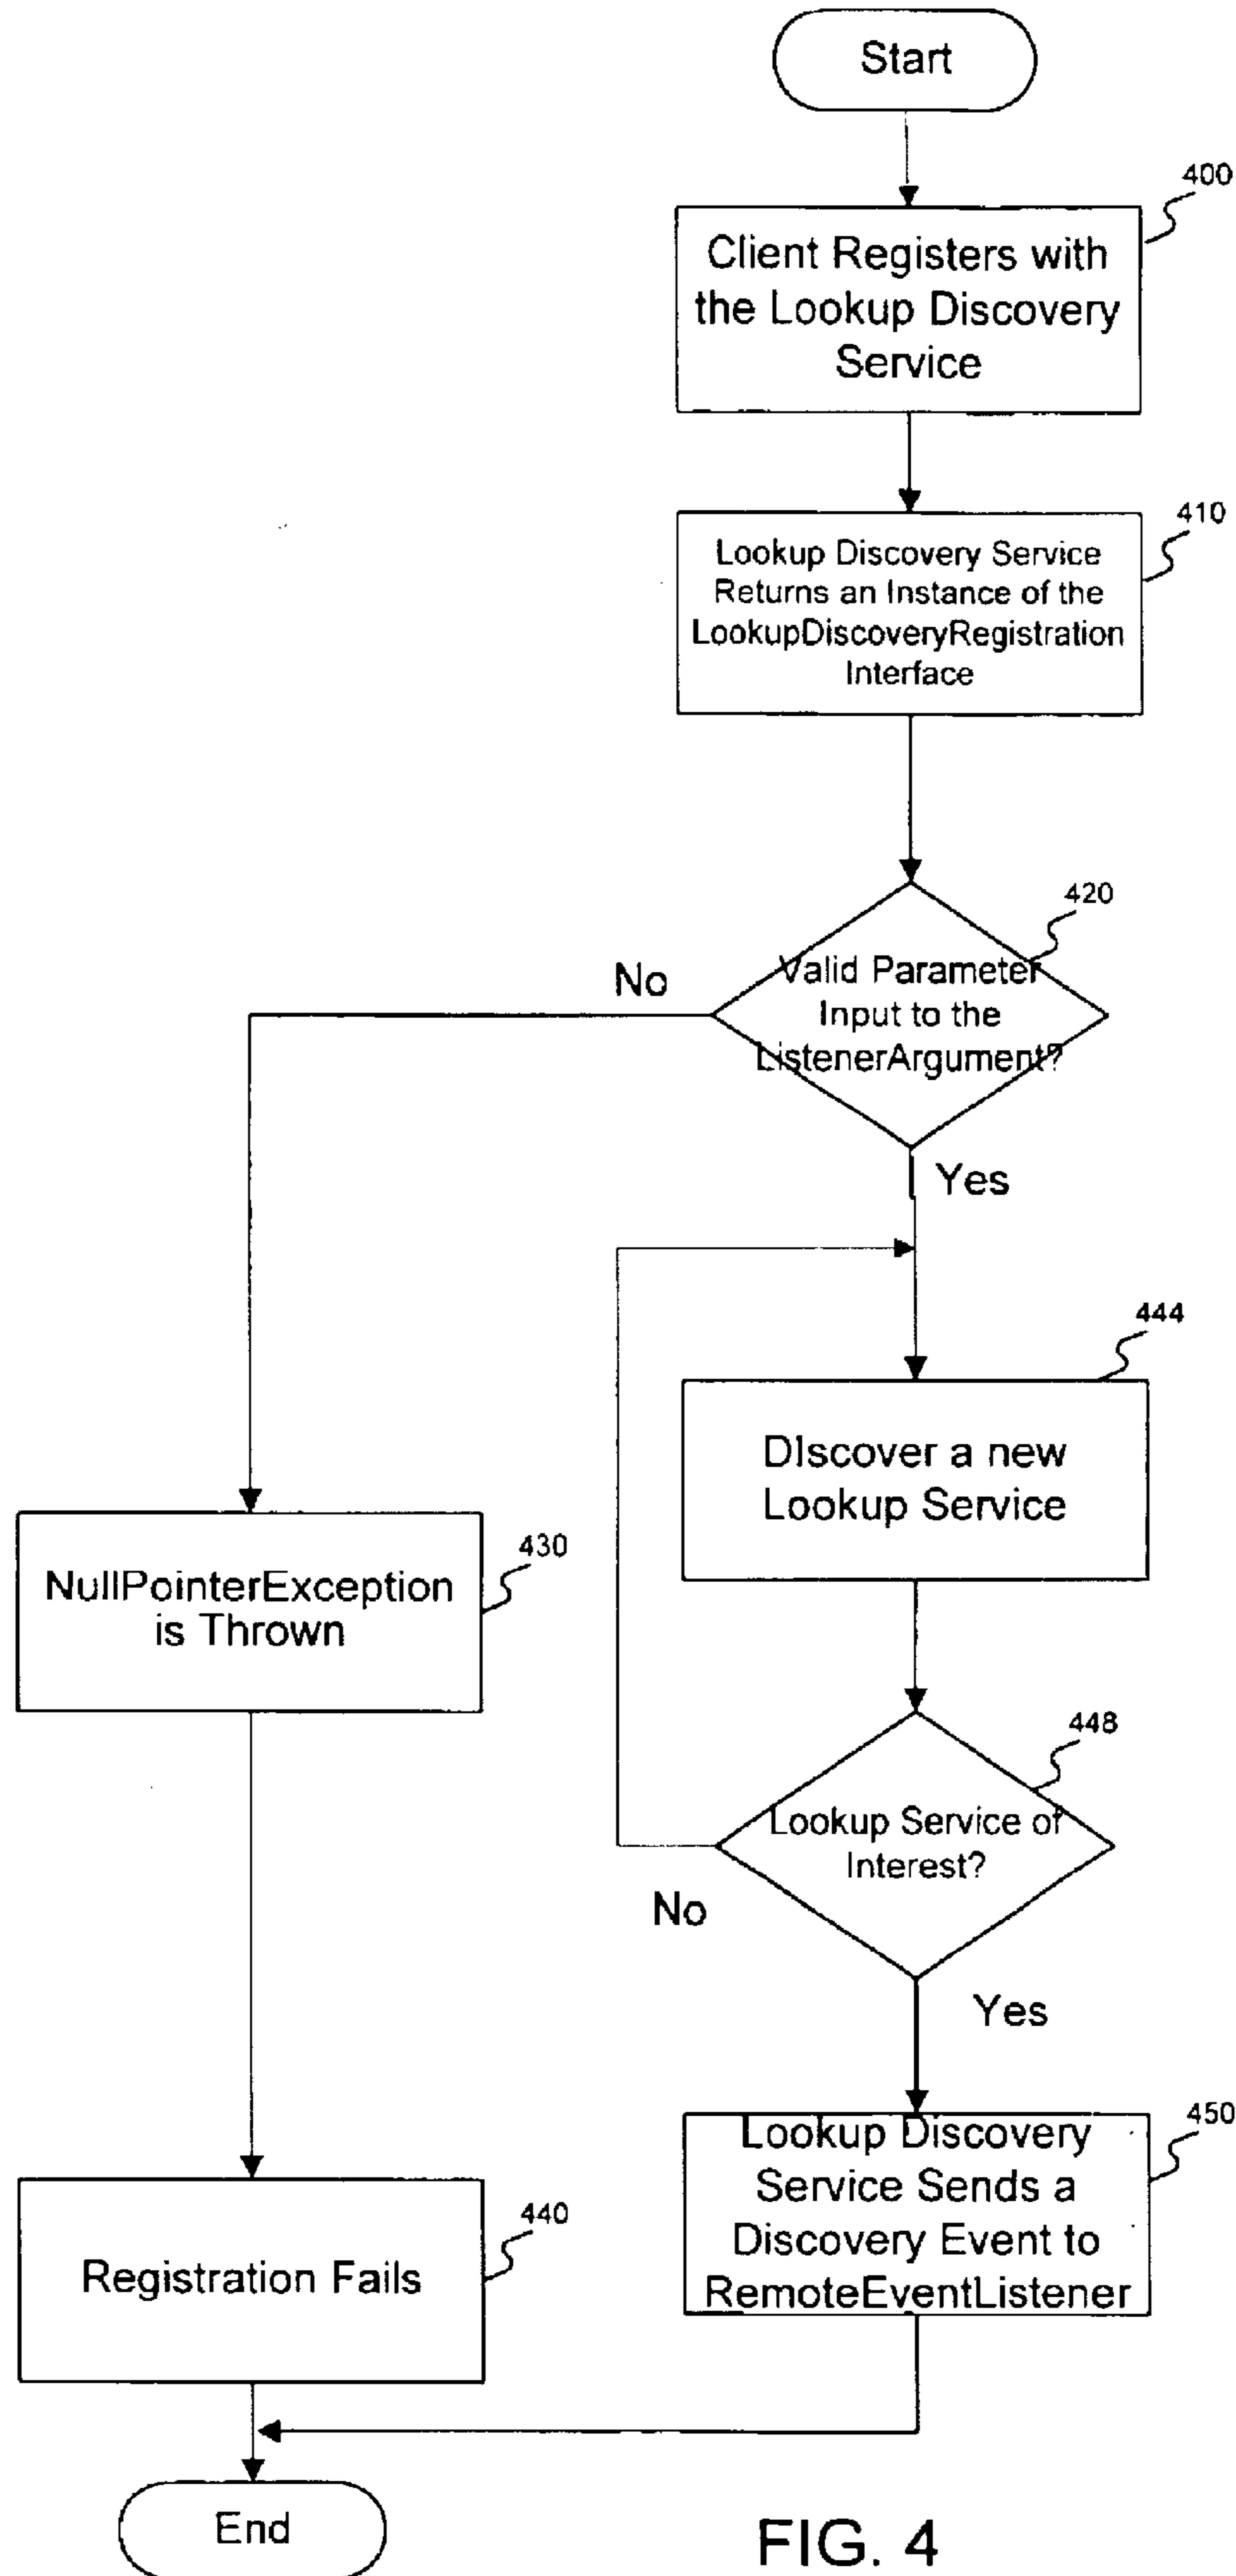 Start
400
Client Registers with
the Lookup Discovery
Service
410
Lookup Discovery Service
Returns an Instance of the
LookupDiscoveryRegistration
Interface
420
Valid Parameter
Input to the
ListenerArgument?
No
Yes
444
DIscover a new
Lookup Service
430
NullPointerException
is Thrown
448
Lookup Service of
Interest?
No
Yes
450
Lookup Discovery
Service Sends a
Discovery Event to
RemoteEventListener
440
Registration Fails
End
FIG. 4